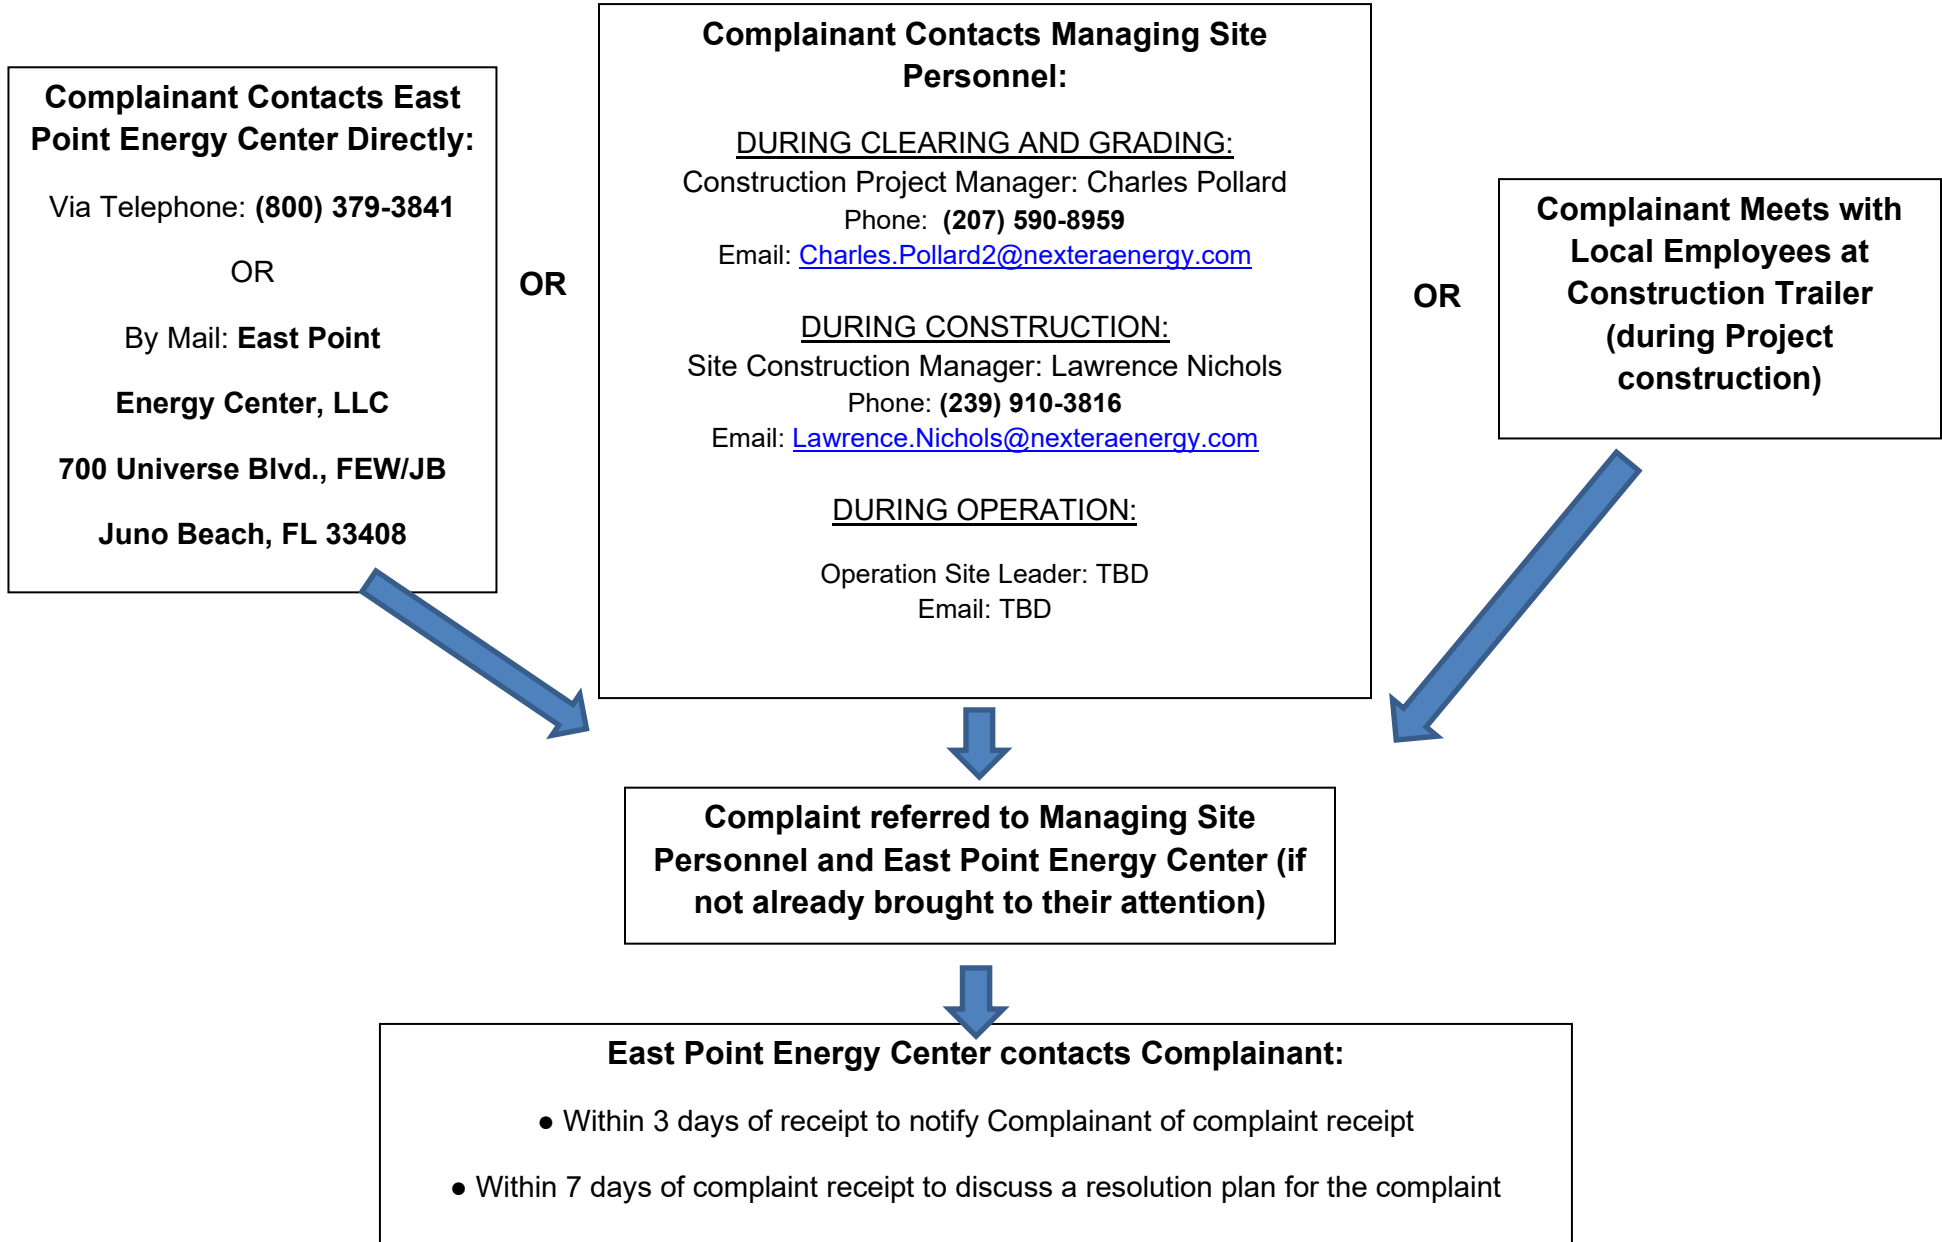 Complainant Contacts East
Point Energy Center Directly:
Via Telephone: (800) 379-3841
OR
By Mail: East Point
Energy Center, LLC
700 Universe Blvd., FEW/JB
Juno Beach, FL 33408
OR
Complainant Contacts Managing Site
Personnel:
DURING CLEARING AND GRADING:
Construction Project Manager: Charles Pollard
Phone: (207) 590-8959
Email: Charles.Pollard2@nexteraenergy.com
DURING CONSTRUCTION:
Site Construction Manager: Lawrence Nichols
Phone: (239) 910-3816
Email: Lawrence.Nichols@nexteraenergy.com
DURING OPERATION:
Operation Site Leader: TBD
Email: TBD
OR
Complainant Meets with
Local Employees at
Construction Trailer
(during Project
construction)
Complaint referred to Managing Site
Personnel and East Point Energy Center (if
not already brought to their attention)
East Point Energy Center contacts Complainant:
● Within 3 days of receipt to notify Complainant of complaint receipt
● Within 7 days of complaint receipt to discuss a resolution plan for the complaint